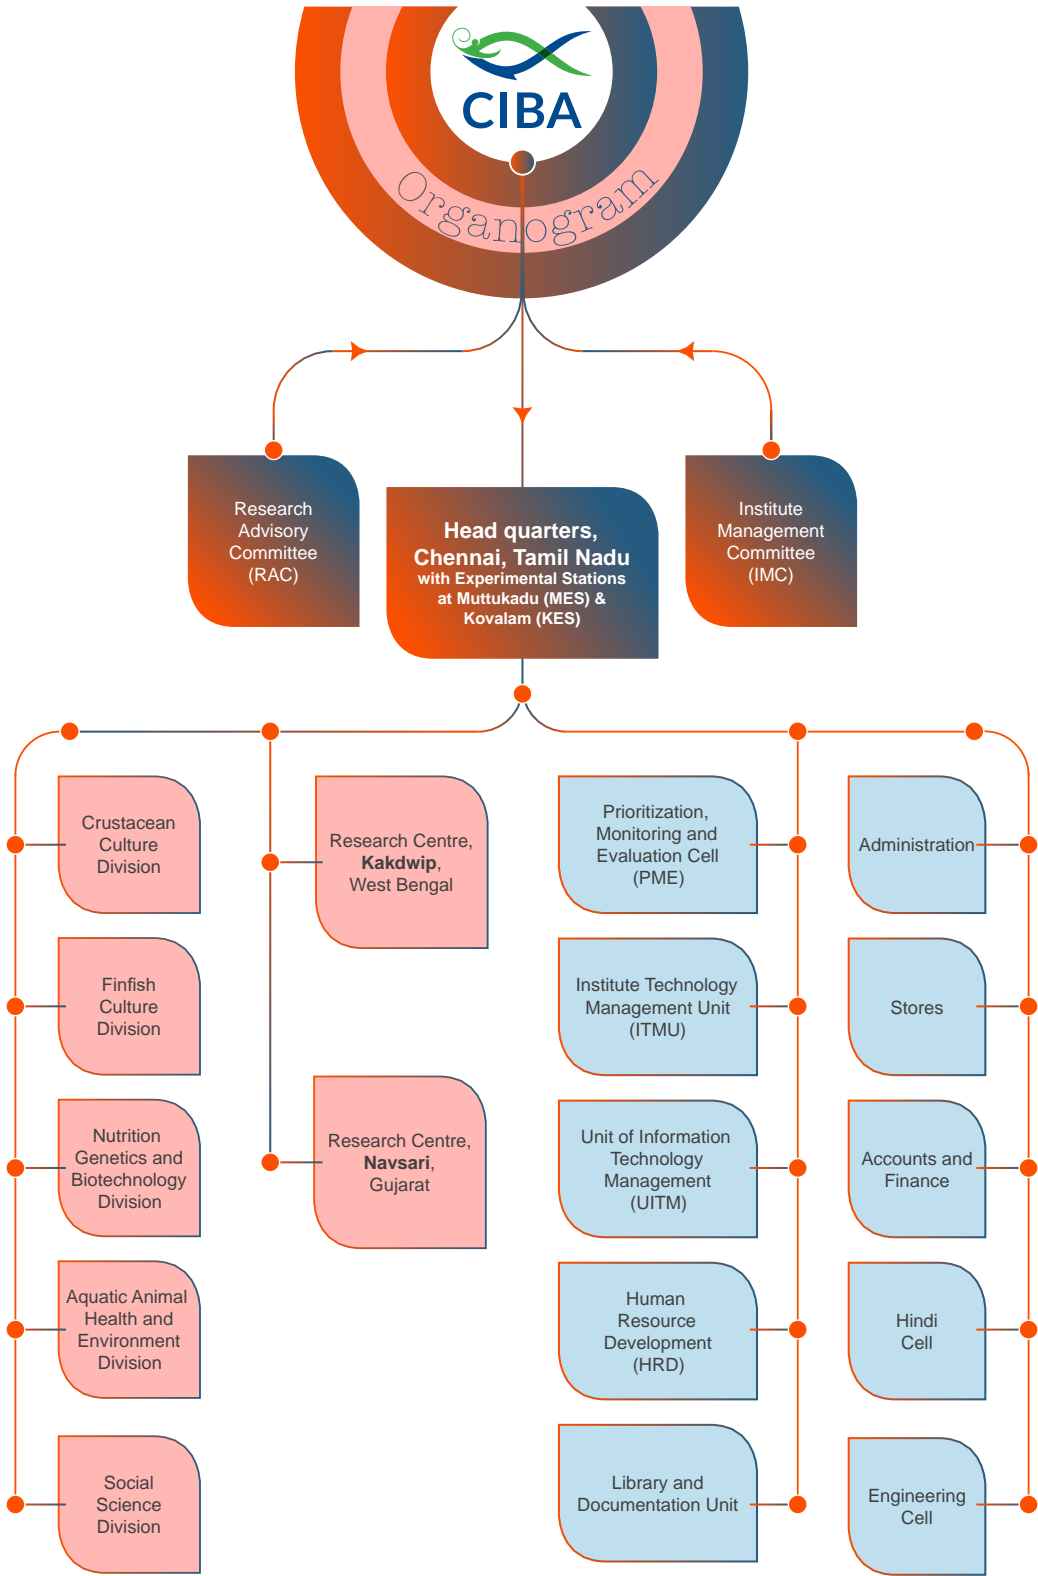 CIBA
Organogram
Research
Advisory
Committee
(RAC)
Head quarters,
Chennai, Tamil Nadu
with Experimental Stations
at Muttukadu (MES) &
Kovalam (KES)
Institute
Management
Committee
(IMC)
Crustacean
Culture
Division
Finfish
Culture
Division
Nutrition
Genetics and
Biotechnology
Division
Aquatic Animal
Health and
Environment
Division
Social
Science
Division
Research Centre,
Kakdwip,
West Bengal
Research Centre,
Navsari,
Gujarat
Prioritization,
Monitoring and
Evaluation Cell
(PME)
Institute Technology
Management Unit
(ITMU)
Unit of Information
Technology
Management
(UITM)
Human
Resource
Development
(HRD)
Library and
Documentation Unit
Administration
Stores
Accounts and
Finance
Hindi
Cell
Engineering
Cell